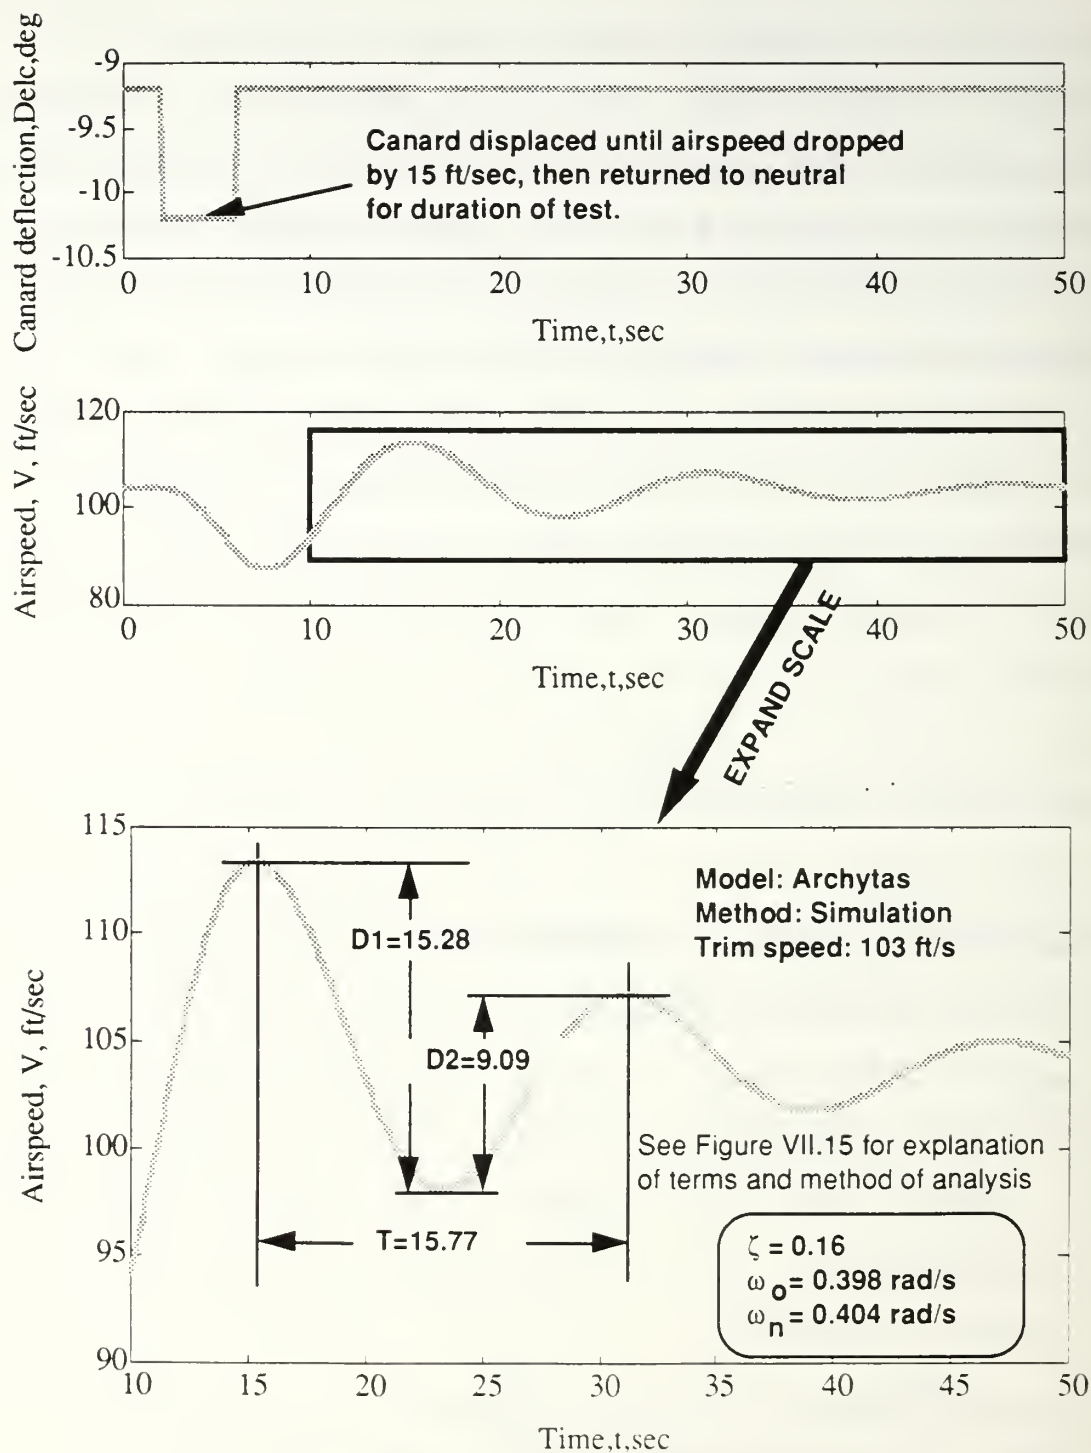 Canard deflection,Delc,deg
-9
-9.5
-10
-10.5
Canard displaced until airspeed dropped
by 15 ft/sec, then returned to neutral
for duration of test.
0 10 20 30 40 50
Time,t,sec
Airspeed, V, ft/sec
120
100
80
0 10 20 30 40 50
Time,t,sec
EXPAND SCALE
Airspeed, V, ft/sec
115
110
105
100
95
90
Model: Archytas
Method: Simulation
Trim speed: 103 ft/s
D1=15.28
D2=9.09
See Figure VII.15 for explanation
of terms and method of analysis
T=15.77
ζ = 0.16
ω o = 0.398 rad/s
ω n = 0.404 rad/s
10 15 20 25 30 35 40 45 50
Time,t,sec